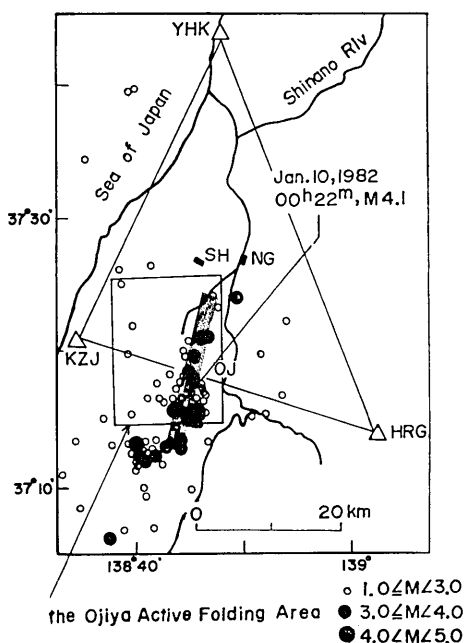 YHK
Shinano Riv
Sea of Japan
Jan.10,1982
00h22m, M4.1
37°30'
SH
NG
KZJ
OJ
HRG
37°10'
0 20 km
138°40' 139°
the Ojiya Active Folding Area
1.0≦M∠3.0
3.0≦M∠4.0
4.0≦M∠5.0